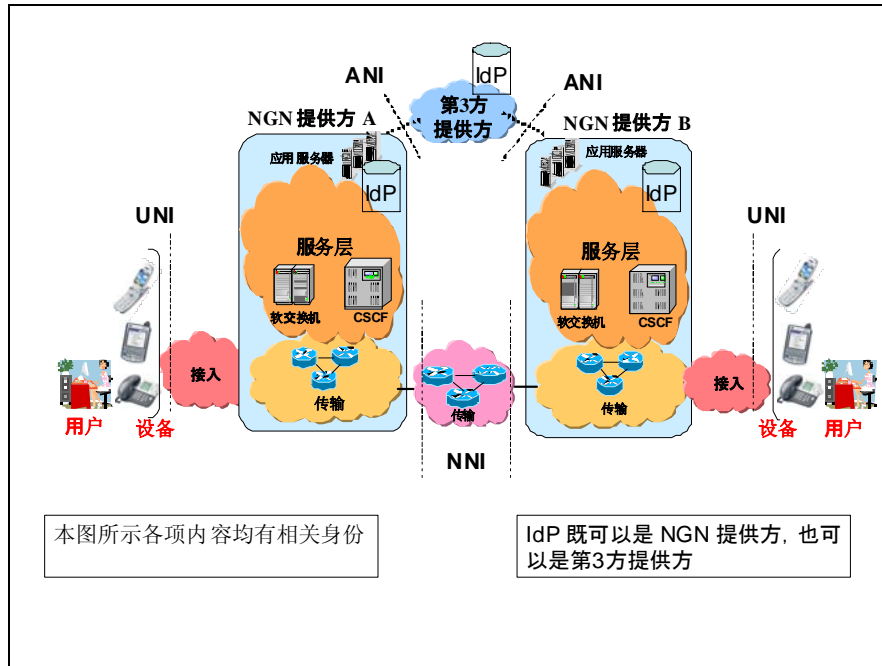 IdP
ANI
ANI
第3方
提供方
NGN 提供方 A
NGN 提供方 B
应用服务器
应用服务器
IdP
IdP
UNI
UNI
服务层
服务层
软交换机
CSCF
软交换机
CSCF
接入
传输
传输
传输
接入
用户
设备
设备
用户
NNI
本图所示各项内容均有相关身份
IdP 既可以是 NGN 提供方, 也可
以是第3方提供方